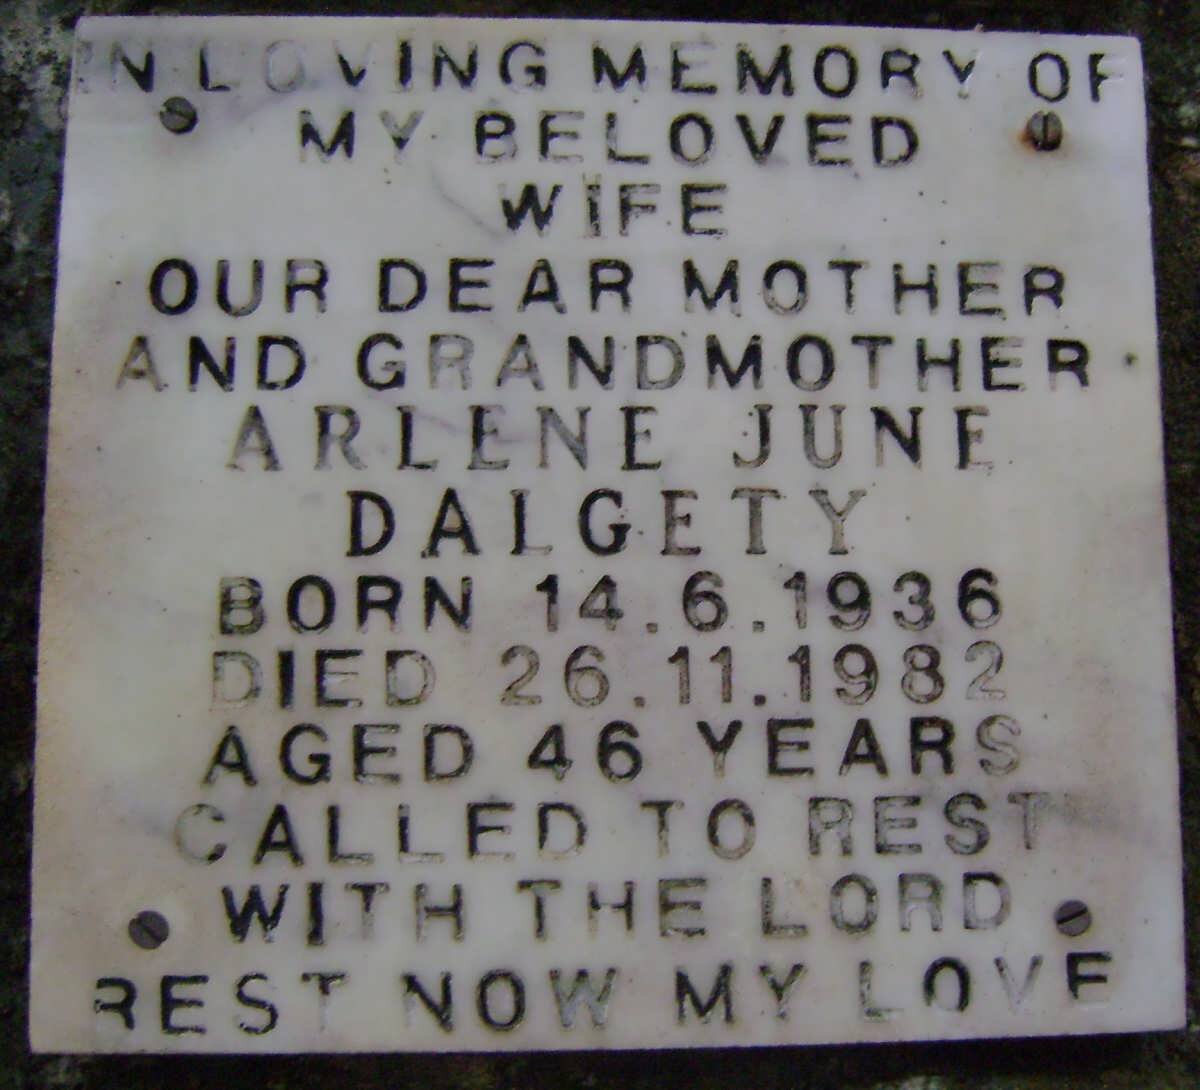 IN LOVING MEMORY OF
MY BELOVED
WIFE
OUR DEAR MOTHER
AND GRANDMOTHER
ARLENE JUNE
DALGETY
BORN 14.6.1936
DIED 26.11.1982
AGED 46 YEARS
CALLED TO REST
WITH THE LORD
REST NOW MY LOVE